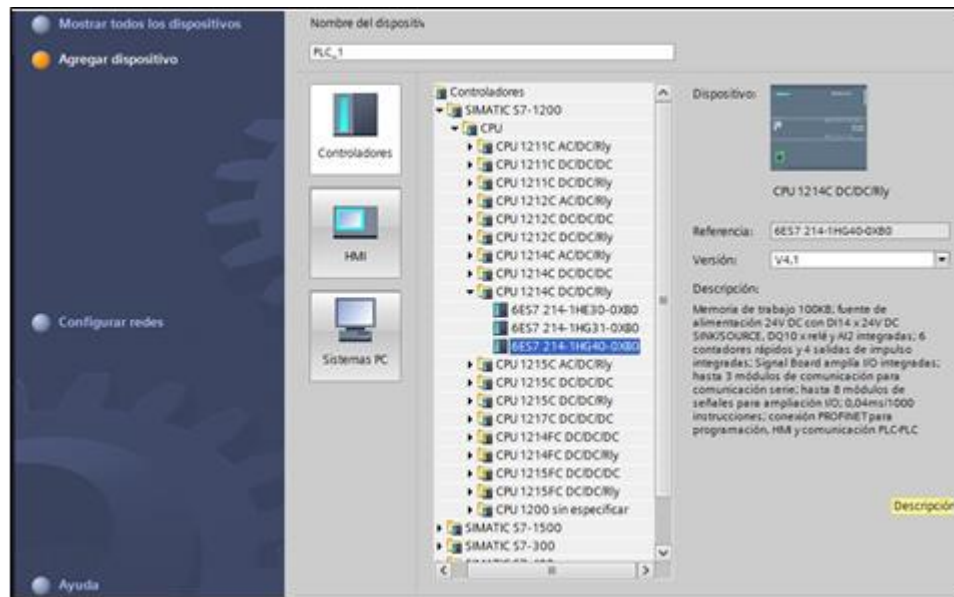 Mostrar todos los dispositivos
Agregar dispositivo
Configurar redes
Ayuda
Nombre del dispositiv
PLC_1
Controladores
HMI
Sistemas PC
Controladores
SIMATIC S7-1200
CPU
CPU 1211C AC/DC/Rly
CPU 1211C DC/DC/DC
CPU 1211C DC/DC/Rly
CPU 1212C AC/DC/Rly
CPU 1212C DC/DC/DC
CPU 1212C DC/DC/Rly
CPU 1214C AC/DC/Rly
CPU 1214C DC/DC/DC
CPU 1214C DC/DC/Rly
6ES7 214-1HE30-0XB0
6ES7 214-1HG31-0XB0
6ES7 214-1HG40-0XB0
CPU 1215C AC/DC/Rly
CPU 1215C DC/DC/DC
CPU 1215C DC/DC/Rly
CPU 1217C DC/DC/DC
CPU 1214FC DC/DC/DC
CPU 1214FC DC/DC/Rly
CPU 1215FC DC/DC/DC
CPU 1215FC DC/DC/Rly
CPU 1200 sin especificar
SIMATIC S7-1500
SIMATIC S7-300
Dispositivo:
CPU 1214C DC/DC/Rly
Referencia:
6ES7 214-1HG40-0XB0
Versión:
V4.1
Descripción:
Memoria de trabajo 100KB; fuente de
alimentación 24V DC con DI14 x 24V DC
SINK/SOURCE, DQ10 x relé y AI2 integradas; 6
contadores rápidos y 4 salidas de impulso
integradas; Signal Board amplía I/O integradas;
hasta 3 módulos de comunicación para
comunicación serie; hasta 8 módulos de
señales para ampliación I/O; 0,04ms/1000
instrucciones; conexión PROFINET para
programación, HMI y comunicación PLC-PLC
Descripción